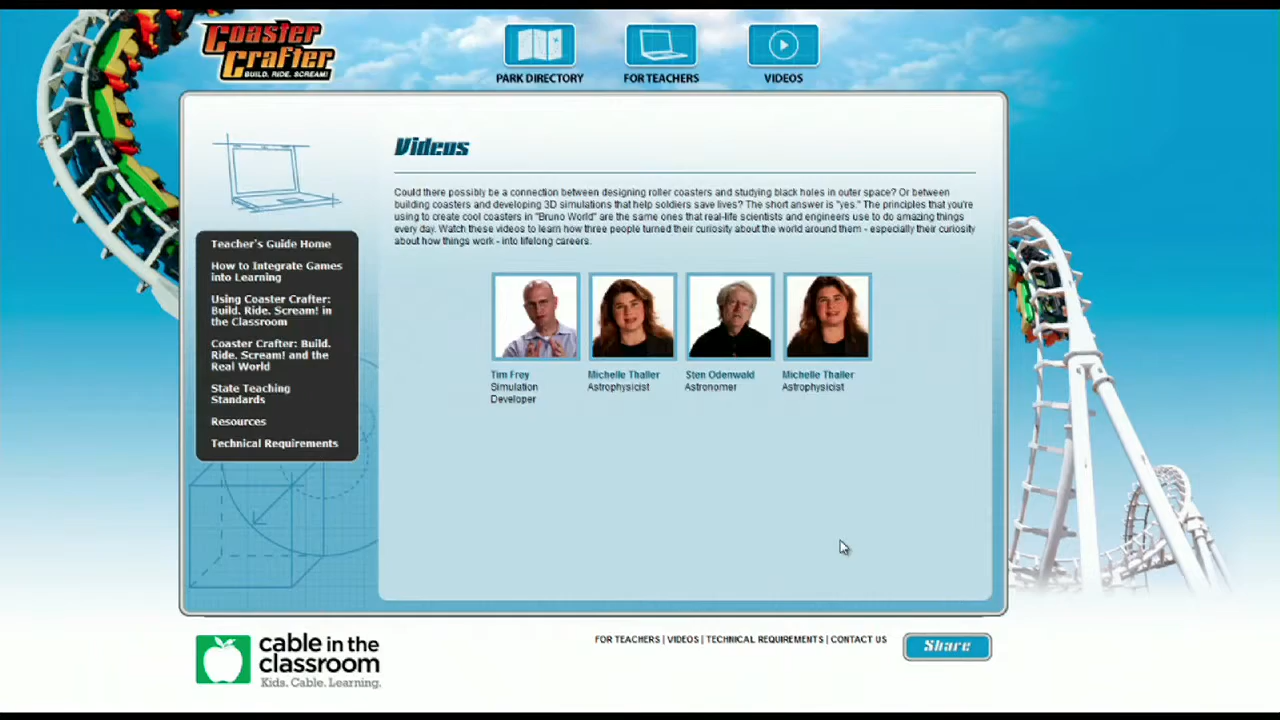 Coaster
Crafter
BUILD. RIDE. SCREAM!
PARK DIRECTORY
FOR TEACHERS
VIDEOS
Videos
Could there possibly be a connection between designing roller coasters and studying black holes in outer space? Or between
building coasters and developing 3D simulations that help soldiers save lives? The short answer is "yes." The principles that you're
using to create cool coasters in "Bruno World" are the same ones that real-life scientists and engineers use to do amazing things
every day. Watch these videos to learn how three people turned their curiosity about the world around them - especially their curiosity
about how things work - into lifelong careers.
Teacher's Guide Home
How to Integrate Games
into Learning
Using Coaster Crafter:
Build. Ride. Scream! in
the Classroom
Coaster Crafter: Build.
Ride. Scream! and the
Real World
State Teaching
Standards
Resources
Technical Requirements
Tim Frey
Simulation
Developer
Michelle Thaller
Astrophysicist
Sten Odenwald
Astronomer
Michelle Thaller
Astrophysicist
cable in the
classroom
Kids. Cable. Learning.
FOR TEACHERS | VIDEOS | TECHNICAL REQUIREMENTS | CONTACT US
Share